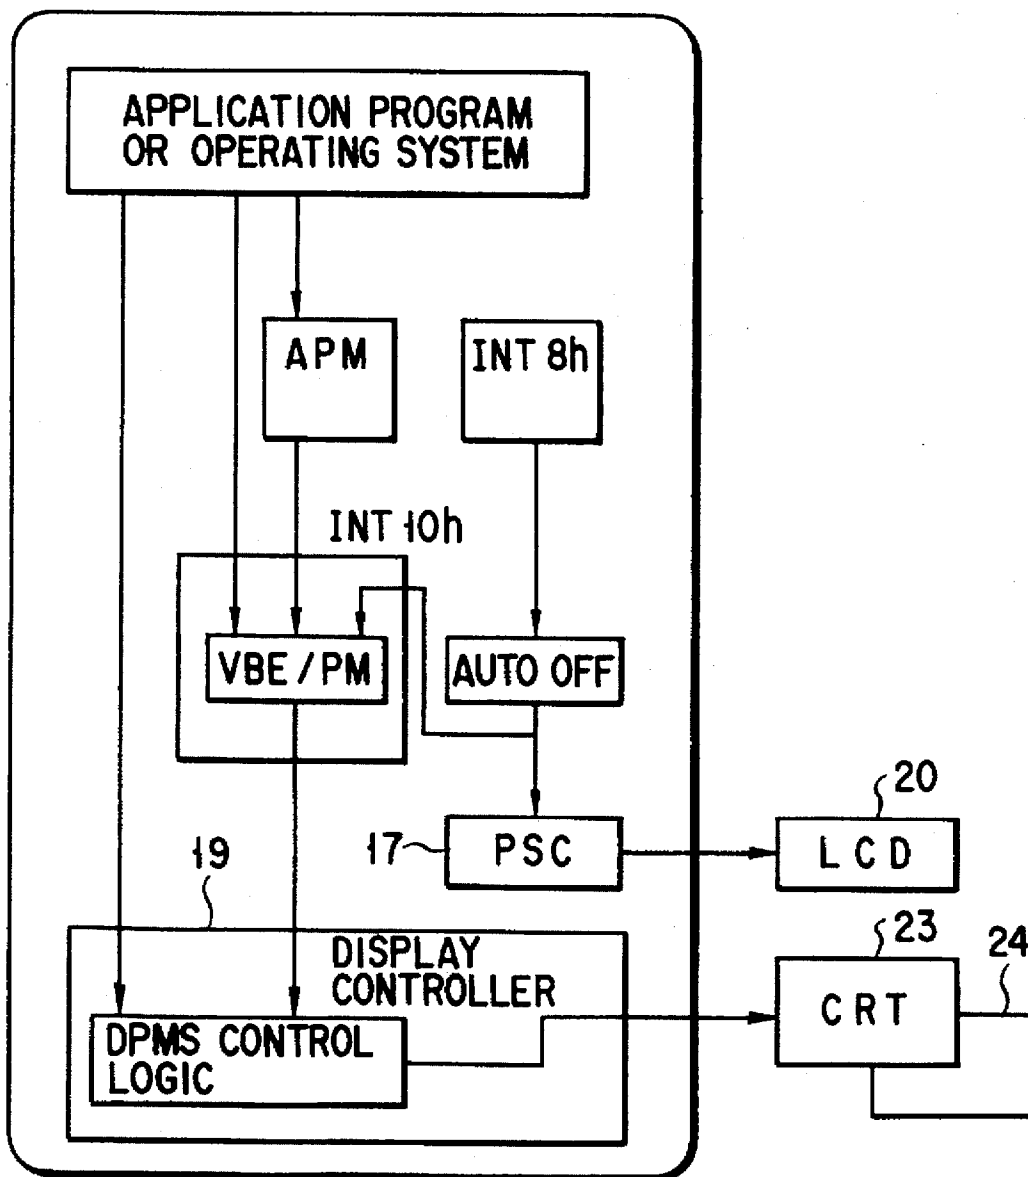 APPLICATION PROGRAM
OR OPERATING SYSTEM
APM
INT 8h
INT 10h
VBE/PM
AUTO OFF
20
17
PSC
LCD
19
23
24
DISPLAY
CONTROLLER
CRT
DPMS CONTROL
LOGIC